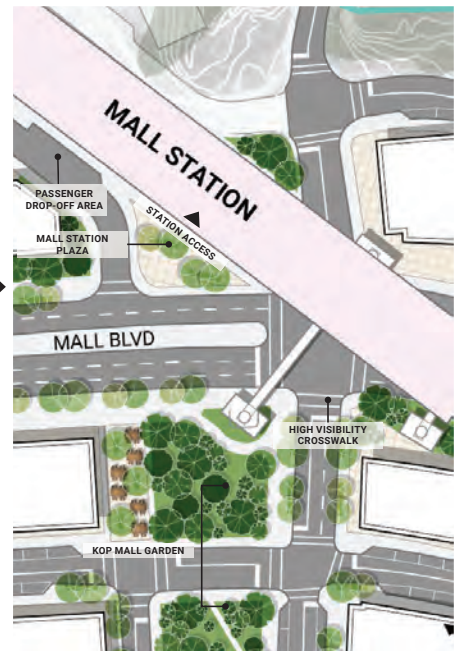 MALL STATION
PASSENGER
DROP-OFF AREA
STATION ACCESS
MALL STATION
PLAZA
MALL BLVD
HIGH VISIBILITY
CROSSWALK
KOP MALL GARDEN